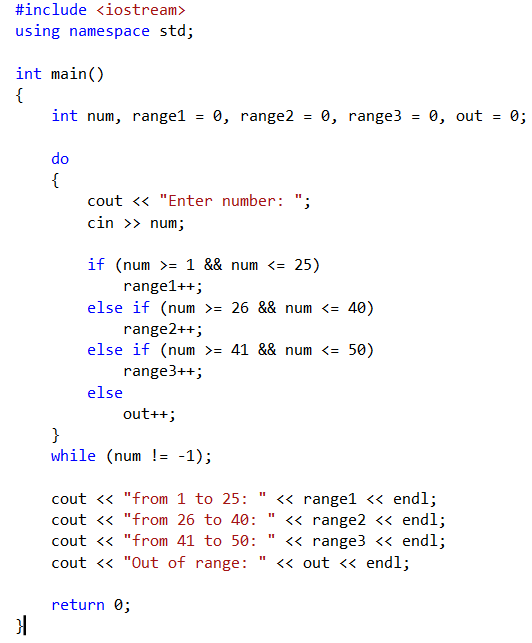 #include <iostream>
using namespace std;
int main()
{
int num, range1 = 0, range2 = 0, range3 = 0, out = 0;
do
{
cout << "Enter number: ";
cin >> num;
if (num >= 1 && num <= 25)
range1++;
else if (num >= 26 && num <= 40)
range2++;
else if (num >= 41 && num <= 50)
range3++;
else
out++;
}
while (num != -1);
cout << "from 1 to 25: " << range1 << endl;
cout << "from 26 to 40: " << range2 << endl;
cout << "from 41 to 50: " << range3 << endl;
cout << "Out of range: " << out << endl;
return 0;
}